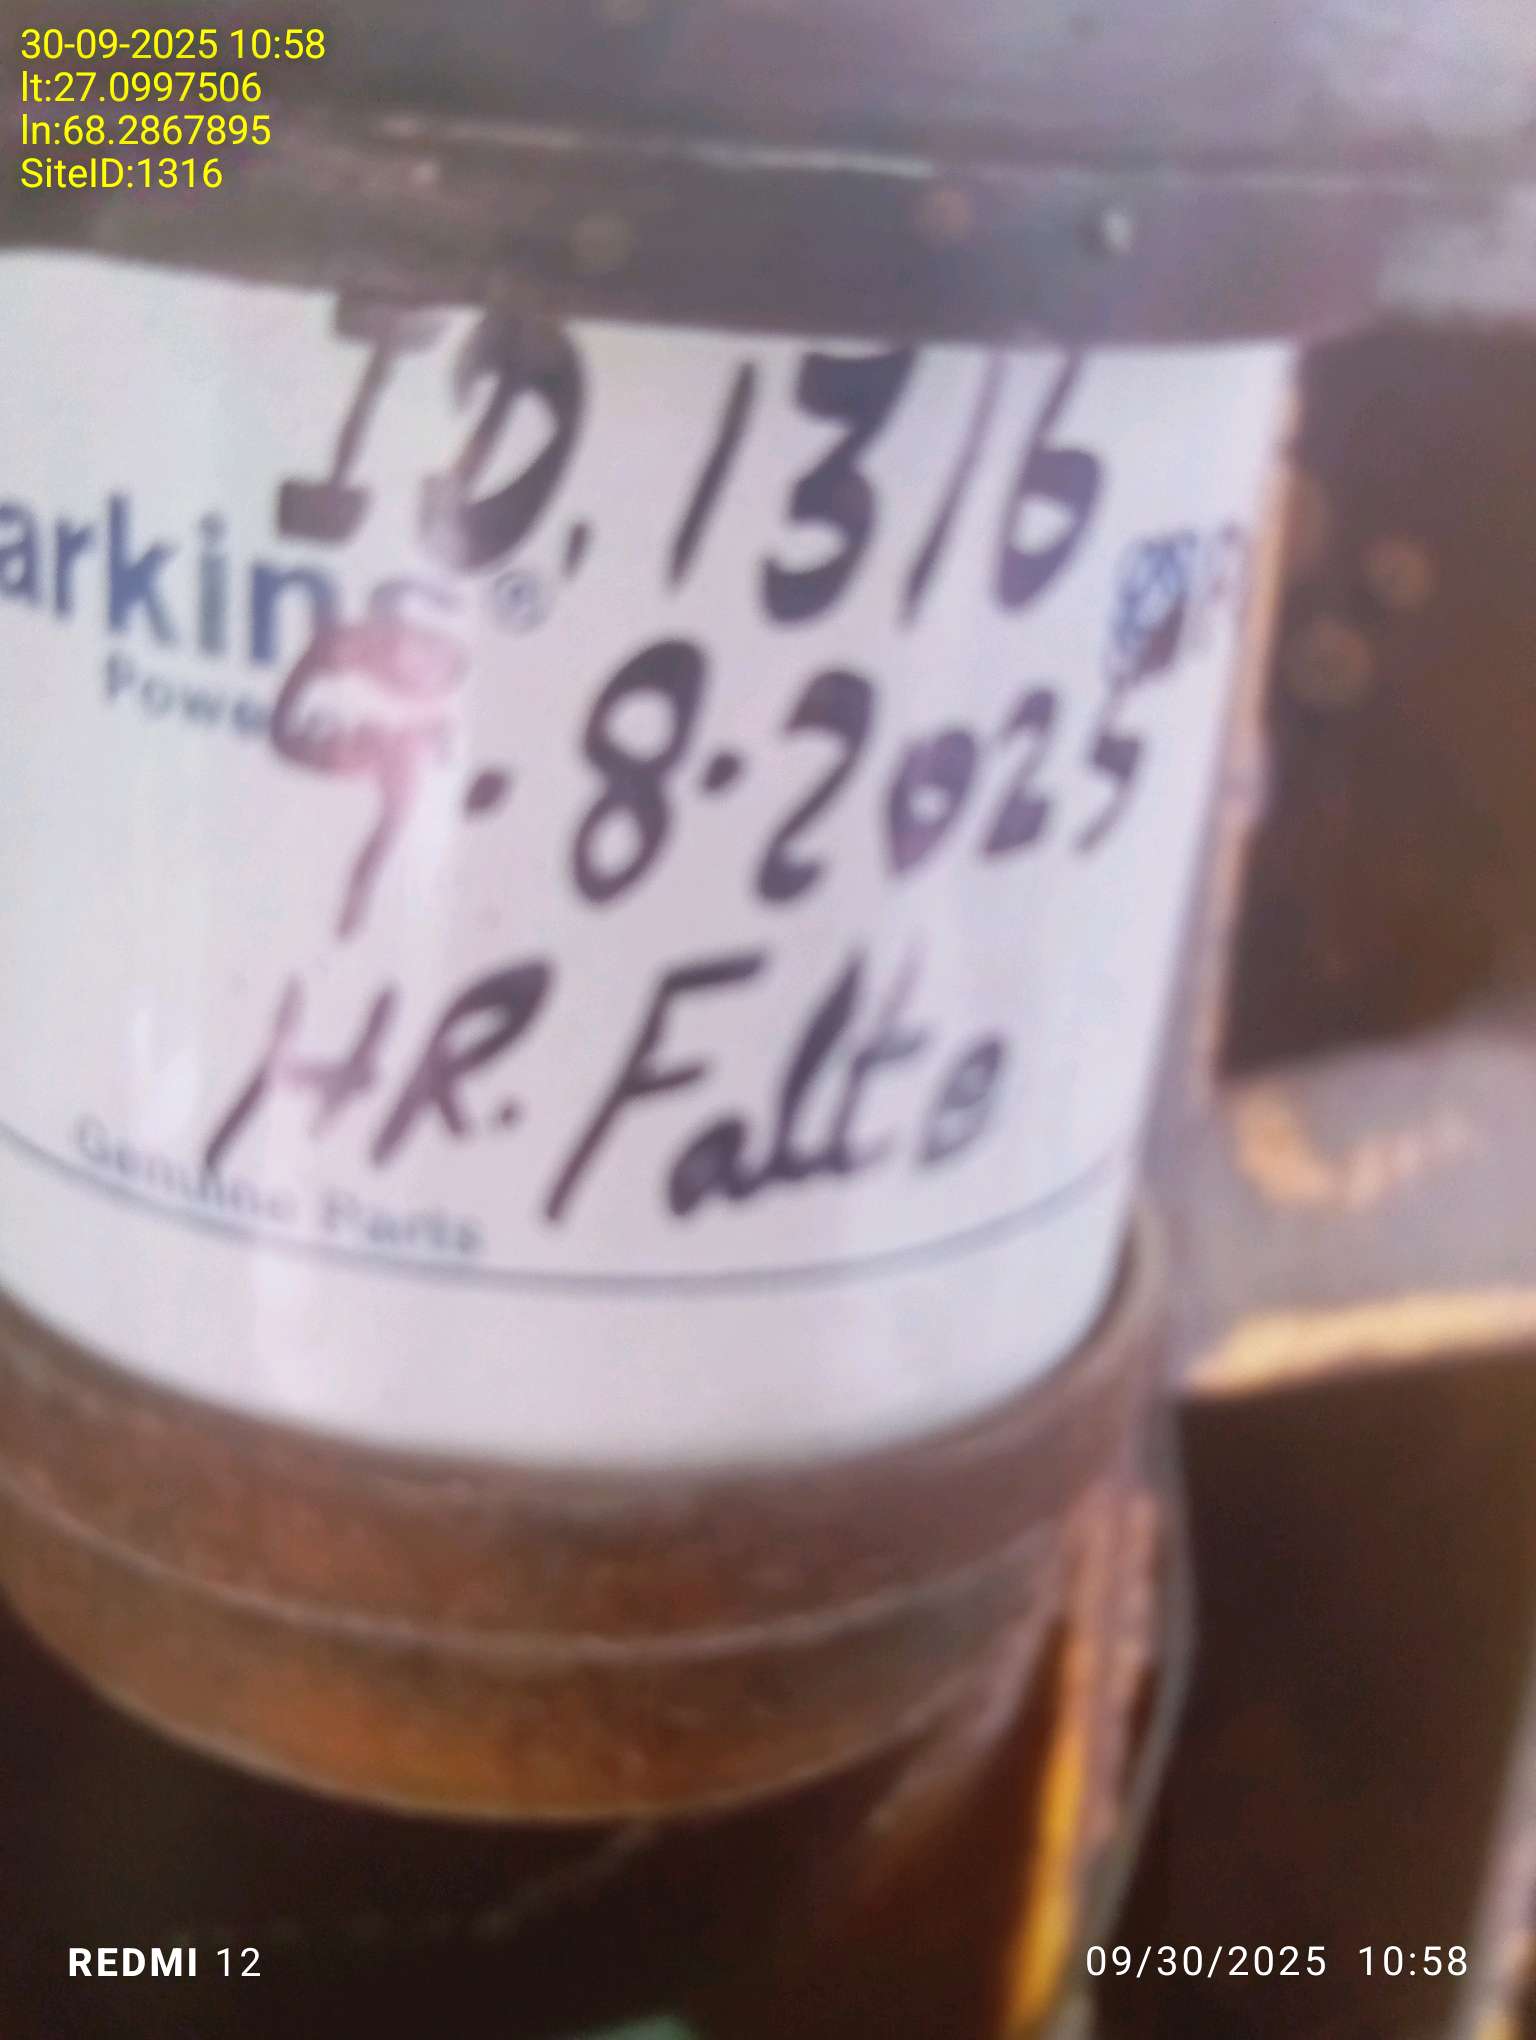 30-09-2025 10:58
lt:27.0997506
ln:68.2867895
SiteID:1316
ID, 1316
arkins®
9.8.2025
HR. Falte
Genuine Parts
REDMI 12
09/30/2025 10:58